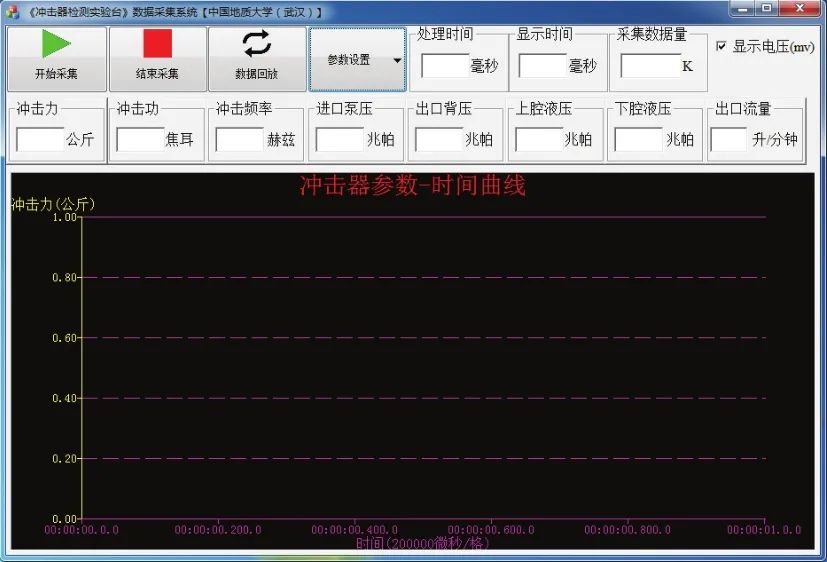 《冲击器检测实验台》数据采集系统【中国地质大学（武汉）】
开始采集
结束采集
数据回放
参数设置
处理时间
毫秒
显示时间
毫秒
采集数据量
K
显示电压(mv)
冲击力
公斤
冲击功
焦耳
冲击频率
赫兹
进口泵压
兆帕
出口背压
兆帕
上腔液压
兆帕
下腔液压
兆帕
出口流量
升/分钟
冲击器参数-时间曲线
冲击力(公斤)
1.00
0.80
0.60
0.40
0.20
0.00
00:00:00.0.0
00:00:00.200.0
00:00:00.400.0
00:00:00.600.0
00:00:00.800.0
00:00:01.0.0
时间(200000微秒/格)